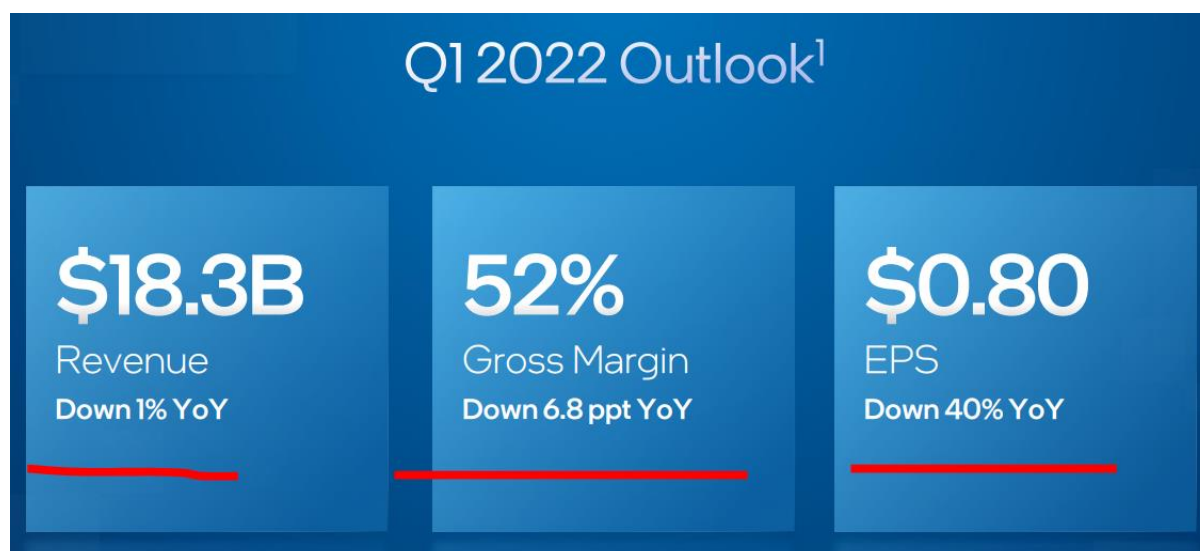 Q1 2022 Outlook¹
$18.3B
Revenue
Down 1% YoY
52%
Gross Margin
Down 6.8 ppt YoY
$0.80
EPS
Down 40% YoY